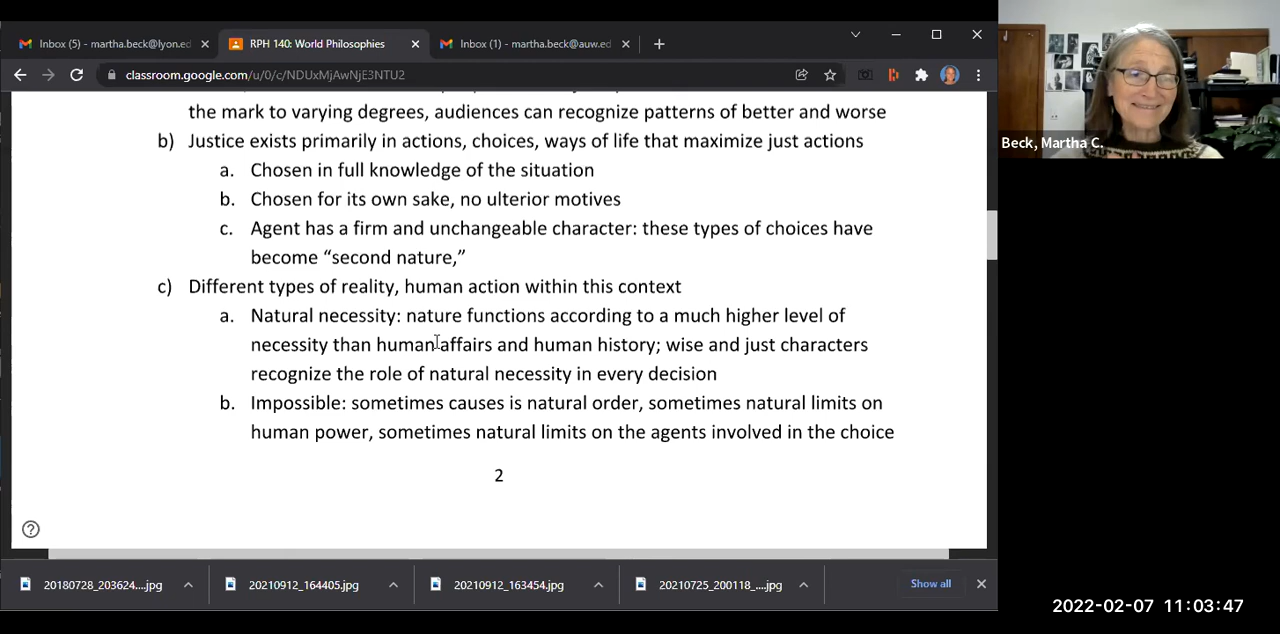 Inbox (5) - martha.beck@lyon.ed
RPH 140: World Philosophies
Inbox (1) - martha.beck@auw.ed
classroom.google.com/u/0/c/NDUxMjAwNjE3NTU2
Beck, Martha C.
the mark to varying degrees, audiences can recognize patterns of better and worse
b) Justice exists primarily in actions, choices, ways of life that maximize just actions
a. Chosen in full knowledge of the situation
b. Chosen for its own sake, no ulterior motives
c. Agent has a firm and unchangeable character: these types of choices have
become “second nature,”
c) Different types of reality, human action within this context
a. Natural necessity: nature functions according to a much higher level of
necessity than human affairs and human history; wise and just characters
recognize the role of natural necessity in every decision
b. Impossible: sometimes causes is natural order, sometimes natural limits on
human power, sometimes natural limits on the agents involved in the choice
2
20180728_203624....jpg
20210912_164405.jpg
20210912_163454.jpg
20210725_200118_....jpg
Show all
2022-02-07 11:03:47